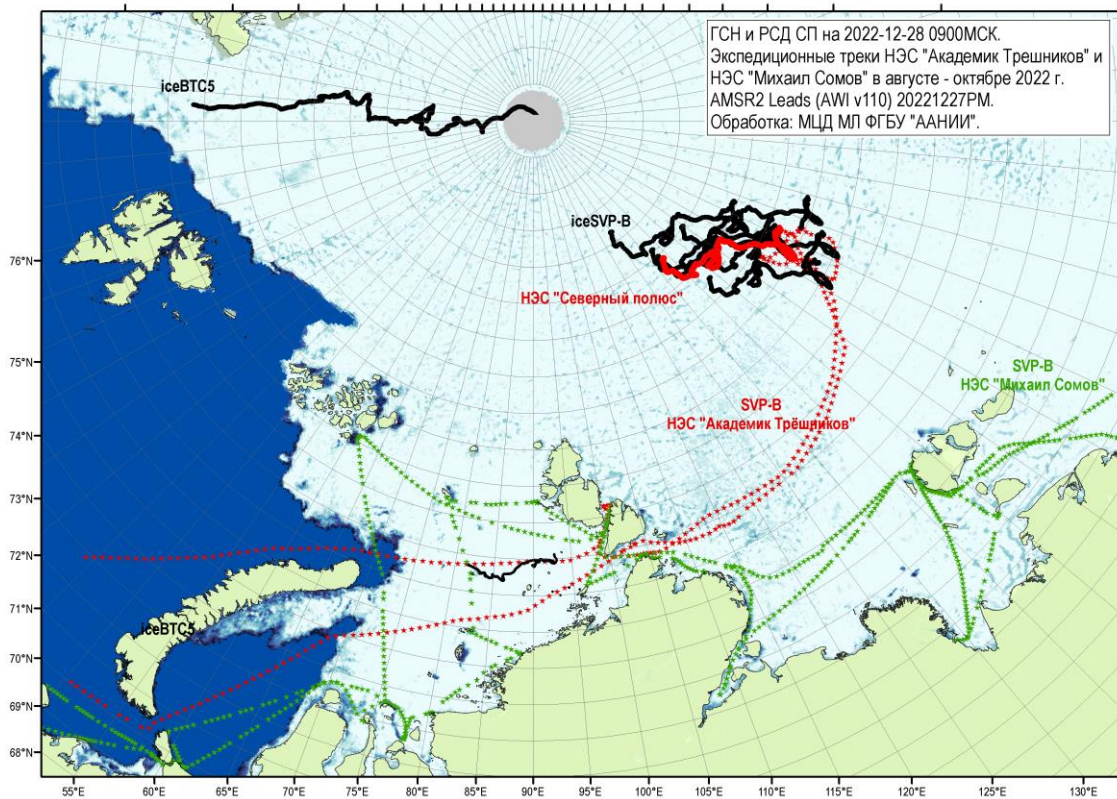 ГСН и РСД СП на 2022-12-28 0900МСК.
Экспедиционные треки НЭС "Академик Трешников" и
НЭС "Михаил Сомов" в августе - октябре 2022 г.
AMSR2 Leads (AWI v110) 20221227PM.
Обработка: МЦД МЛ ФГБУ "ААНИИ".
iceBTC5
iceSVP-B
НЭС "Северный полюс"
SVP-B
НЭС "Михаил Сомов"
SVP-B
НЭС "Академик Трёшников"
iceBTC5
76°N
75°N
74°N
73°N
72°N
71°N
70°N
69°N
68°N
55°E 60°E 65°E 70°E 75°E 80°E 85°E 90°E 95°E 100°E 105°E 110°E 115°E 120°E 125°E 130°E